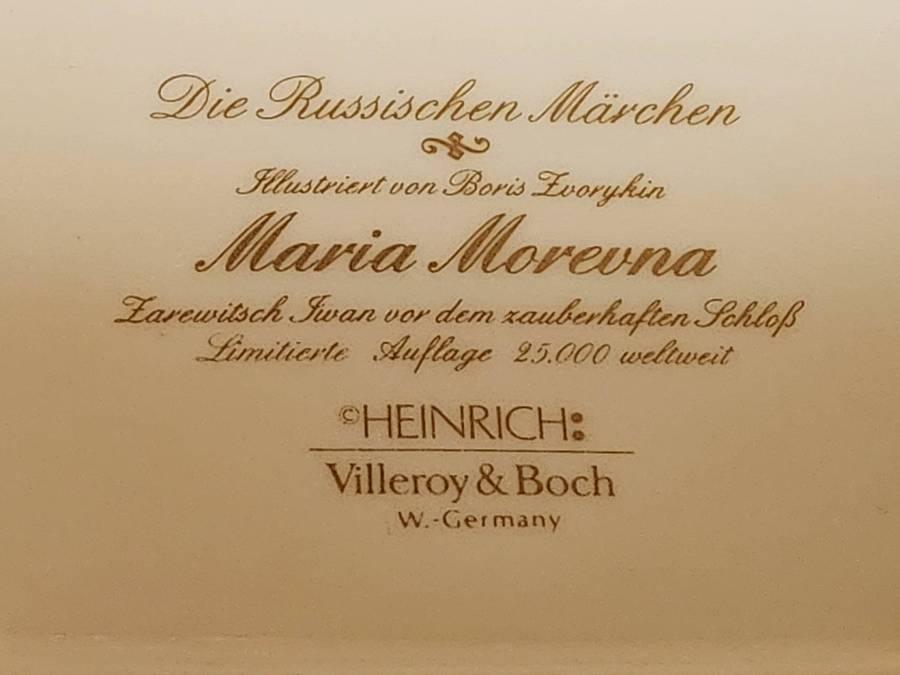 Die Russischen Märchen
Illustriert von Boris Zvorykin
Maria Morevna
Zarewitsch Iwan vor dem zauberhaften Schloß
Limitierte Auflage 25.000 weltweit
©HEINRICH:
Villeroy & Boch
W.-Germany